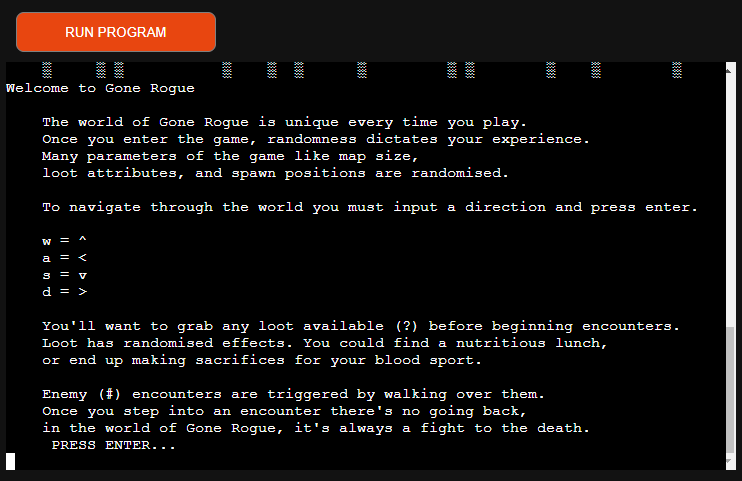 RUN PROGRAM
Welcome to Gone Rogue
The world of Gone Rogue is unique every time you play.
Once you enter the game, randomness dictates your experience.
Many parameters of the game like map size,
loot attributes, and spawn positions are randomised.
To navigate through the world you must input a direction and press enter.
w = ^
a = <
s = v
d = >
You'll want to grab any loot available (?) before beginning encounters.
Loot has randomised effects. You could find a nutritious lunch,
or end up making sacrifices for your blood sport.
Enemy (#) encounters are triggered by walking over them.
Once you step into an encounter there's no going back,
in the world of Gone Rogue, it's always a fight to the death.
PRESS ENTER...